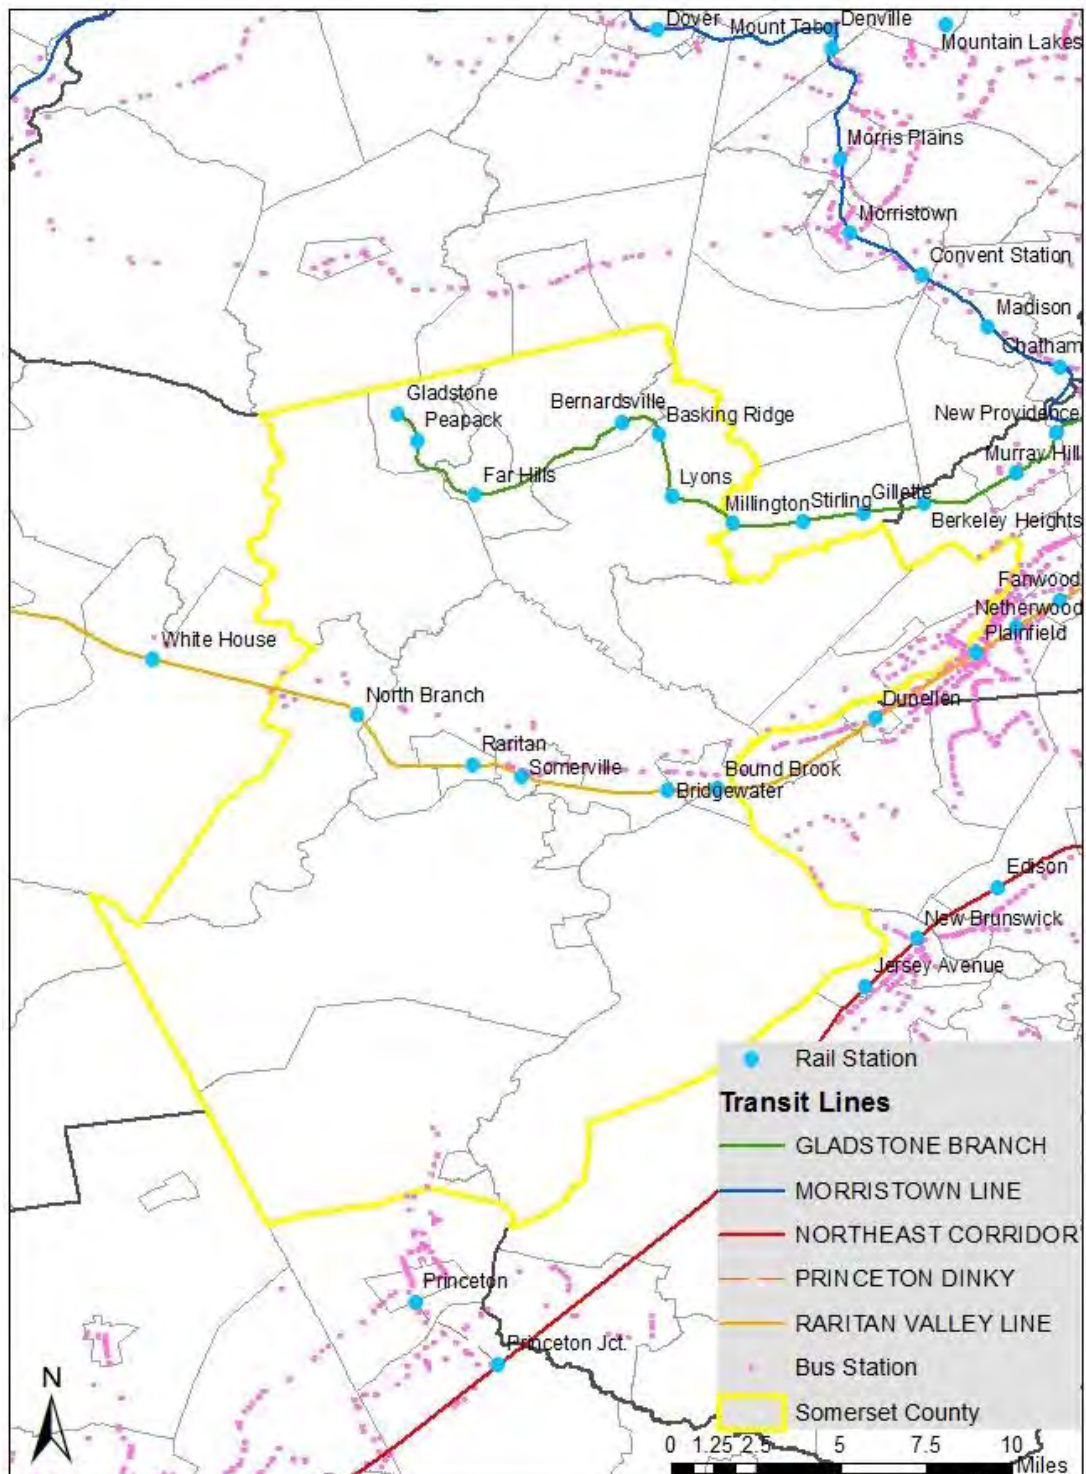 Dover
Mount Tabor
Denville
Mountain Lakes
Morris Plains
Morristown
Convent Station
Madison
Chatham
Gladstone
Peapack
Bernardsville
Basking Ridge
New Providence
Far Hills
Lyons
Murray Hill
Millington
Stirling
Gillette
Berkeley Heights
Fanwood
Netherwood
Plainfield
White House
North Branch
Dunellen
Raritan
Somerville
Bound Brook
Bridgewater
Edison
New Brunswick
Jersey Avenue
Princeton
Princeton Jct.
Rail Station
Transit Lines
GLADSTONE BRANCH
MORRISTOWN LINE
NORTHEAST CORRIDOR
PRINCETON DINKY
RARITAN VALLEY LINE
Bus Station
Somerset County
N
0 1.25 2.5 5 7.5 10
Miles